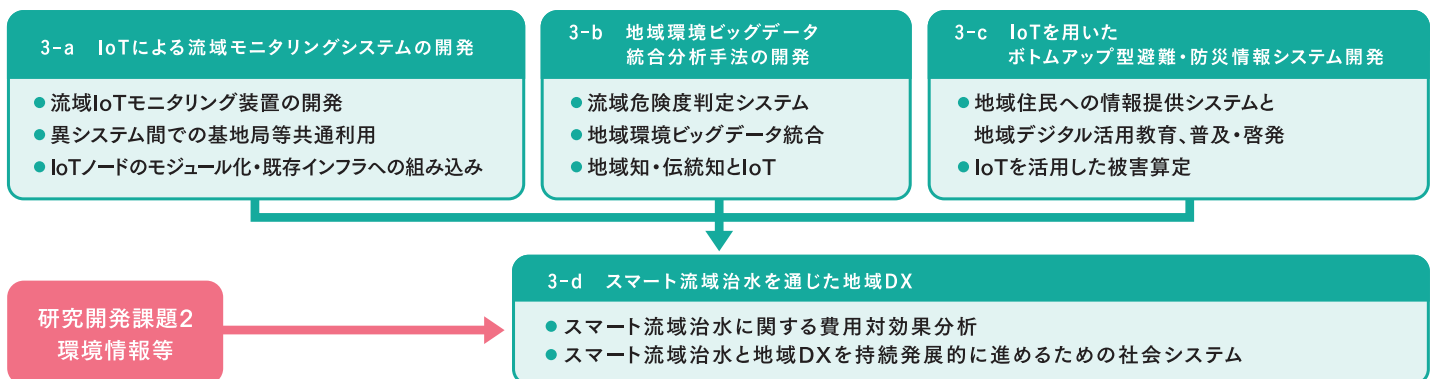 3-a IoTによる流域モニタリングシステムの開発
● 流域IoTモニタリング装置の開発
● 異システム間での基地局等共通利用
● IoTノードのモジュール化・既存インフラへの組み込み
3-b 地域環境ビッグデータ
統合分析手法の開発
● 流域危険度判定システム
● 地域環境ビッグデータ統合
● 地域知・伝統知とIoT
3-c IoTを用いた
ボトムアップ型避難・防災情報システム開発
● 地域住民への情報提供システムと
地域デジタル活用教育、普及・啓発
● IoTを活用した被害算定
研究開発課題2
環境情報等
3-d スマート流域治水を通じた地域DX
● スマート流域治水に関する費用対効果分析
● スマート流域治水と地域DXを持続発展的に進めるための社会システム